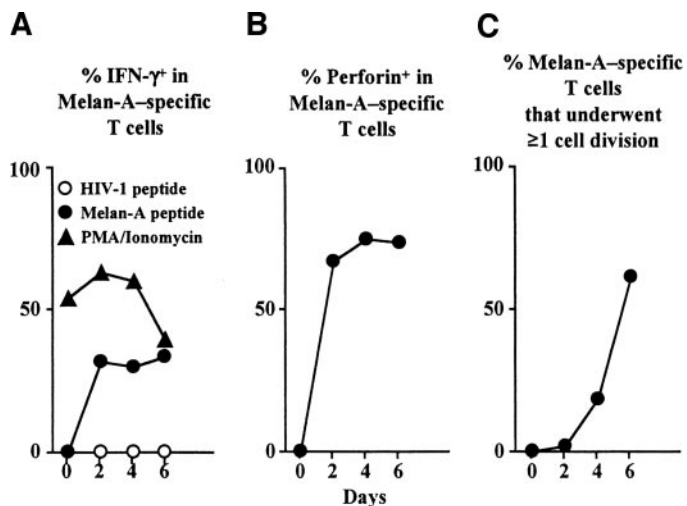 A
% IFN-γ⁺ in
Melan-A–specific
T cells
100
○ HIV-1 peptide
● Melan-A peptide
▲ PMA/Ionomycin
50
0
0 2 4 6
B
% Perforin⁺ in
Melan-A–specific
T cells
100
50
0
0 2 4 6
Days
C
% Melan-A–specific
T cells
that underwent
≥1 cell division
100
50
0
0 2 4 6